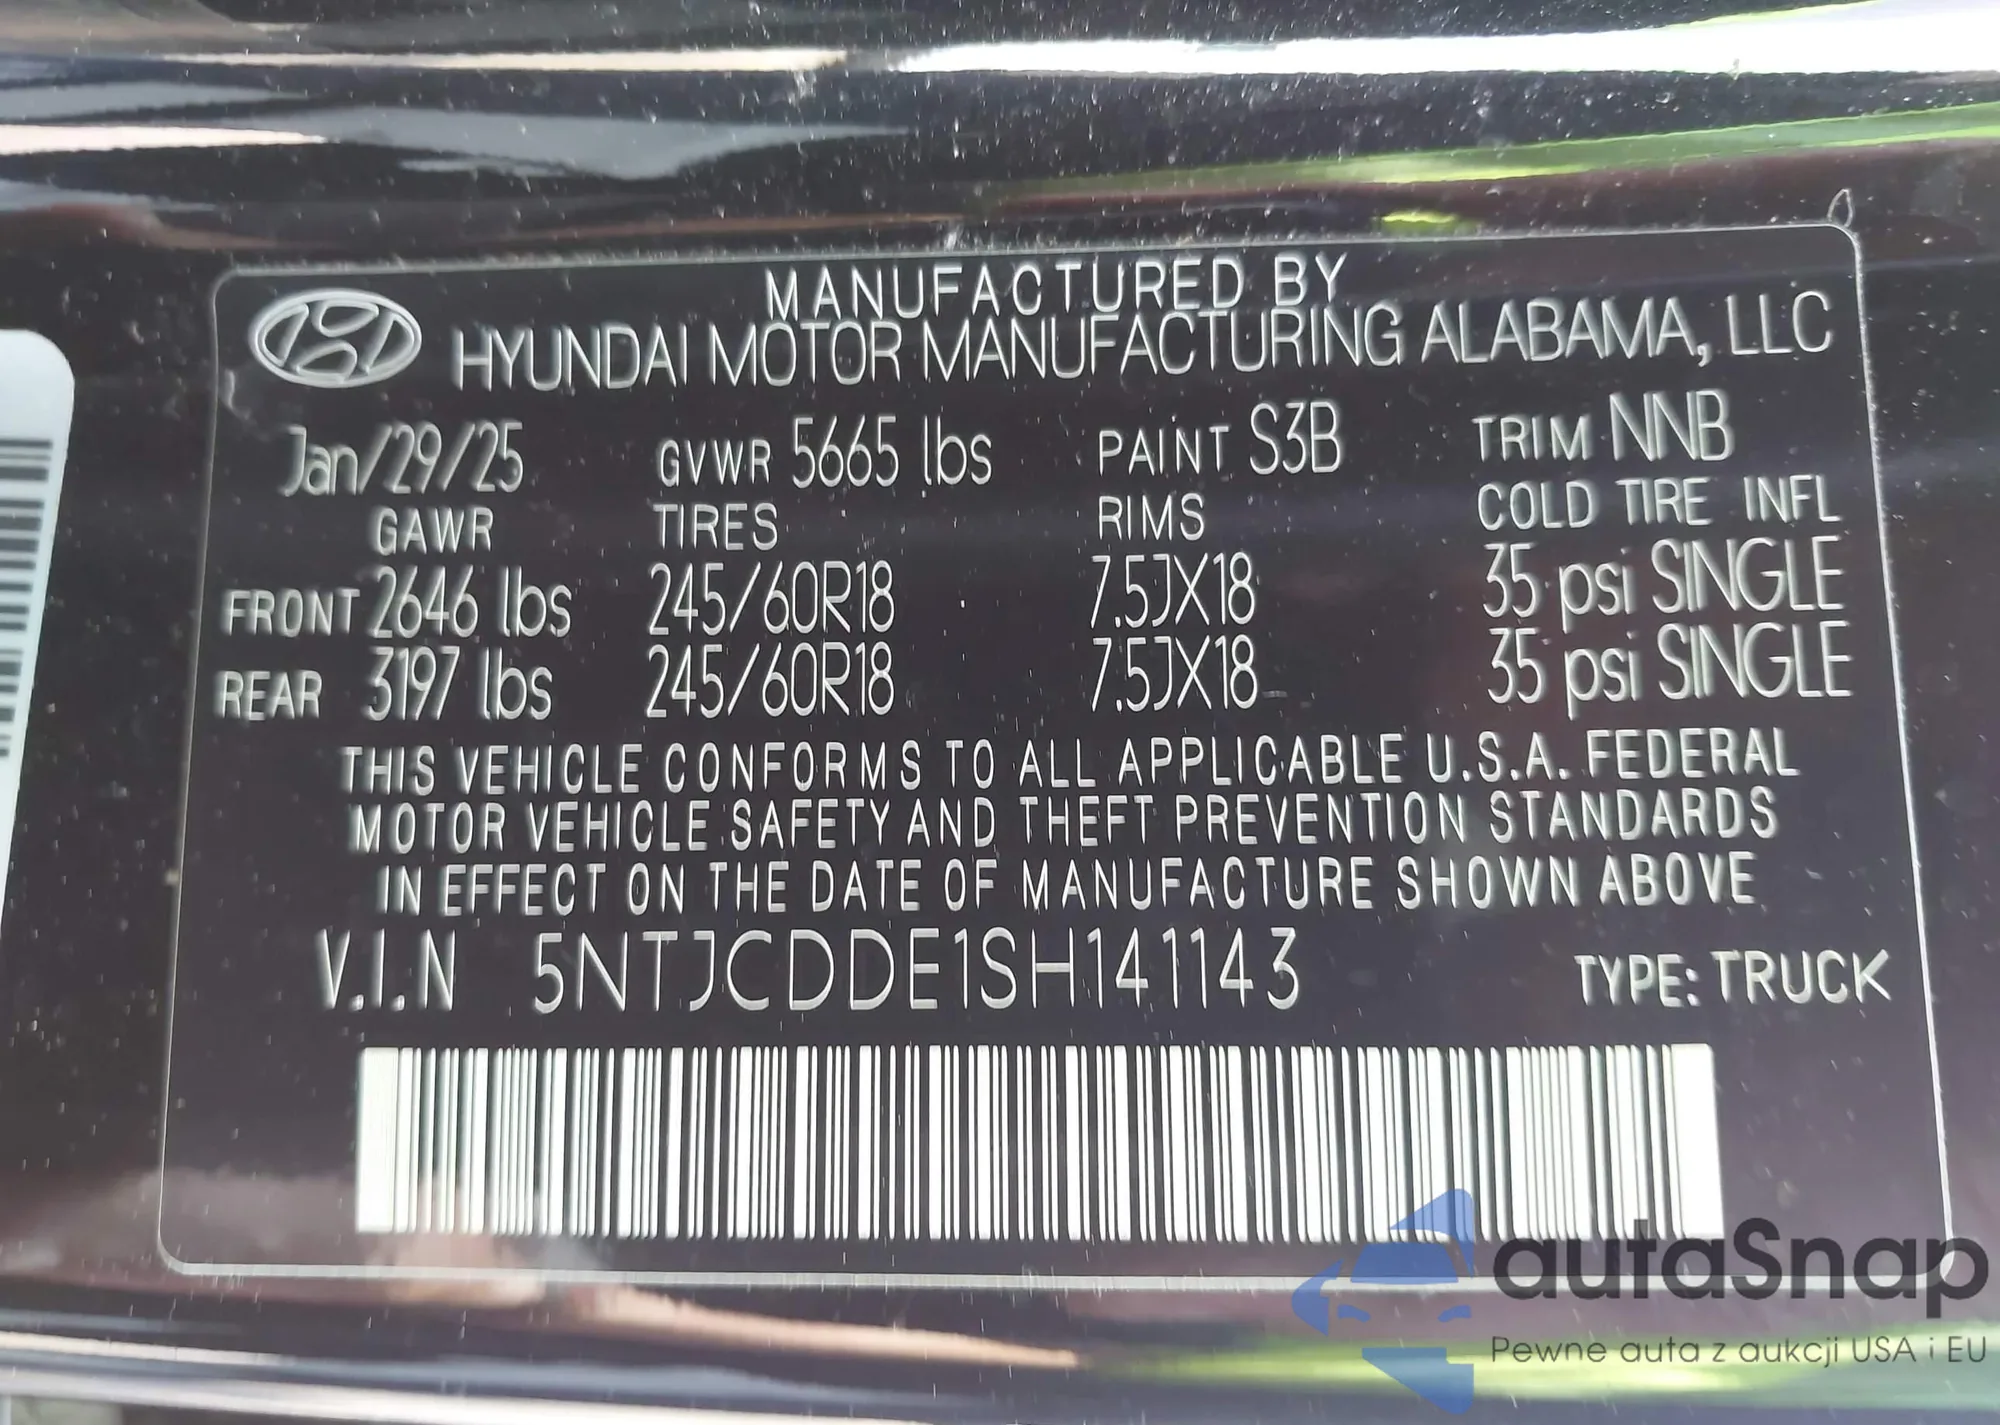 MANUFACTURED BY
HYUNDAI MOTOR MANUFACTURING ALABAMA, LLC
Jan/29/25 GVWR 5665 lbs PAINT S3B TRIM NNB
GAWR TIRES RIMS COLD TIRE INFL
FRONT 2646 lbs 245/60R18 7.5JX18 35 psi SINGLE
REAR 3197 lbs 245/60R18 7.5JX18 35 psi SINGLE
THIS VEHICLE CONFORMS TO ALL APPLICABLE U.S.A. FEDERAL
MOTOR VEHICLE SAFETY AND THEFT PREVENTION STANDARDS
IN EFFECT ON THE DATE OF MANUFACTURE SHOWN ABOVE
V.I.N 5NTJCDDE1SH141143 TYPE: TRUCK
autaSnap
Pewne auta z aukcji USA i EU